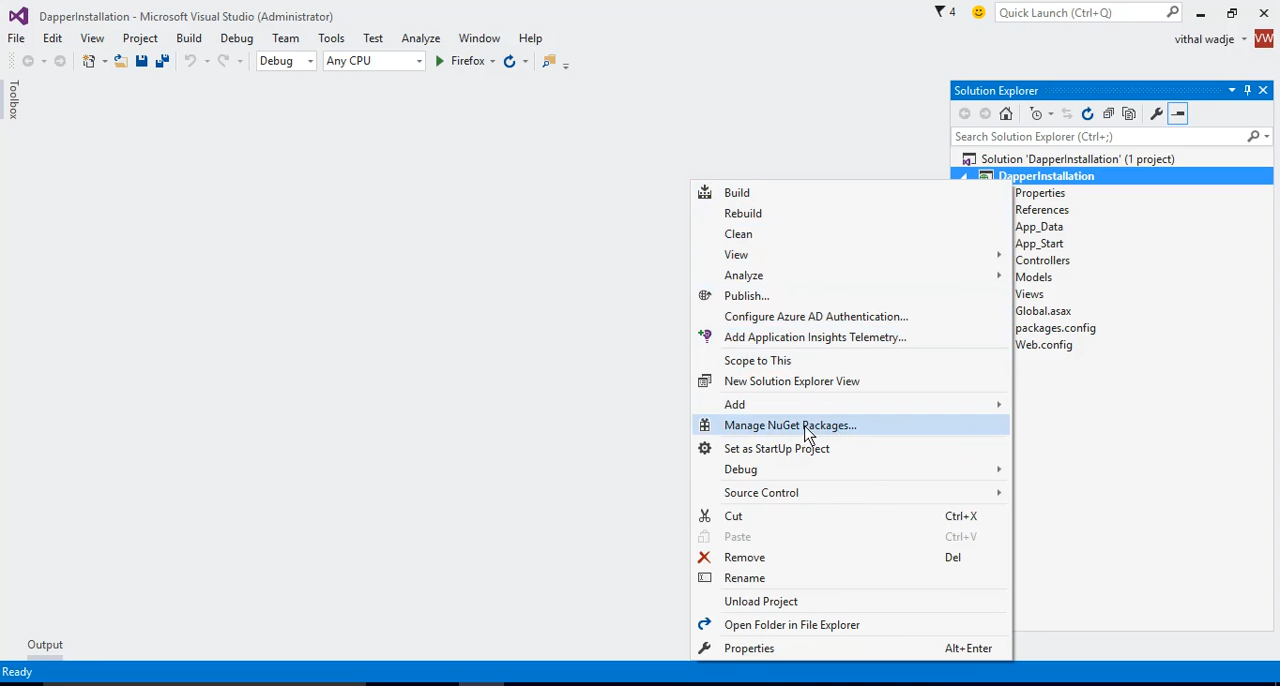 DapperInstallation - Microsoft Visual Studio (Administrator)
4
Quick Launch (Ctrl+Q)
File Edit View Project Build Debug Team Tools Test Analyze Window Help
vithal wadje
VW
Debug
Any CPU
Firefox
Toolbox
Solution Explorer
Search Solution Explorer (Ctrl+;)
Solution 'DapperInstallation' (1 project)
DapperInstallation
Properties
References
App_Data
App_Start
Controllers
Models
Views
Global.asax
packages.config
Web.config
Build
Rebuild
Clean
View
Analyze
Publish...
Configure Azure AD Authentication...
Add Application Insights Telemetry...
Scope to This
New Solution Explorer View
Add
Manage NuGet Packages...
Set as StartUp Project
Debug
Source Control
Cut Ctrl+X
Paste Ctrl+V
Remove Del
Rename
Unload Project
Open Folder in File Explorer
Properties Alt+Enter
Output
Ready